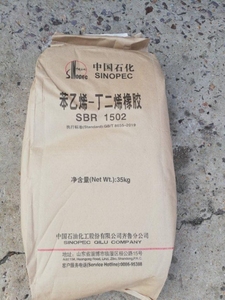 中国石化
SINOPEC
苯乙烯-丁二烯橡胶
SBR 1502
净含量(Net Wt.):35kg
中国石油化工股份有限公司齐鲁分公司
SINOPEC QILU COMPANY